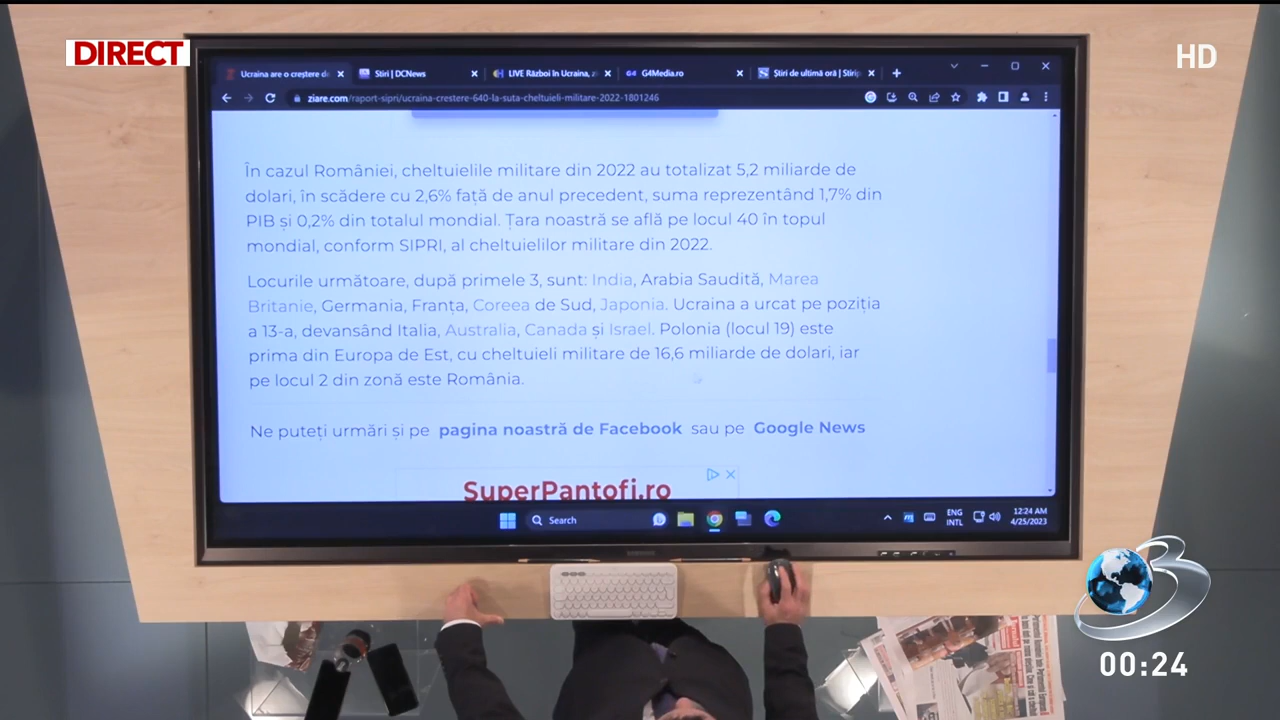 DIRECT
HD
Ucraina are o creștere de
Stiri | DCNews
LIVE Război în Ucraina, z
G4Media.ro
Știri de ultimă oră | Știrip
ziare.com/raport-sipri/ucraina-crestere-640-la-suta-cheltuieli-militare-2022-1801246
În cazul României, cheltuielile militare din 2022 au totalizat 5,2 miliarde de
dolari, în scădere cu 2,6% față de anul precedent, suma reprezentând 1,7% din
PIB și 0,2% din totalul mondial. Țara noastră se află pe locul 40 în topul
mondial, conform SIPRI, al cheltuielilor militare din 2022.
Locurile următoare, după primele 3, sunt: India, Arabia Saudită, Marea
Britanie, Germania, Franța, Coreea de Sud, Japonia. Ucraina a urcat pe poziția
a 13-a, devansând Italia, Australia, Canada și Israel. Polonia (locul 19) este
prima din Europa de Est, cu cheltuieli militare de 16,6 miliarde de dolari, iar
pe locul 2 din zonă este România.
Ne puteți urmări și pe pagina noastră de Facebook sau pe Google News
SuperPantofi.ro
Search
ENG
INTL
12:24 AM
4/25/2023
SAMSUNG
3
00:24